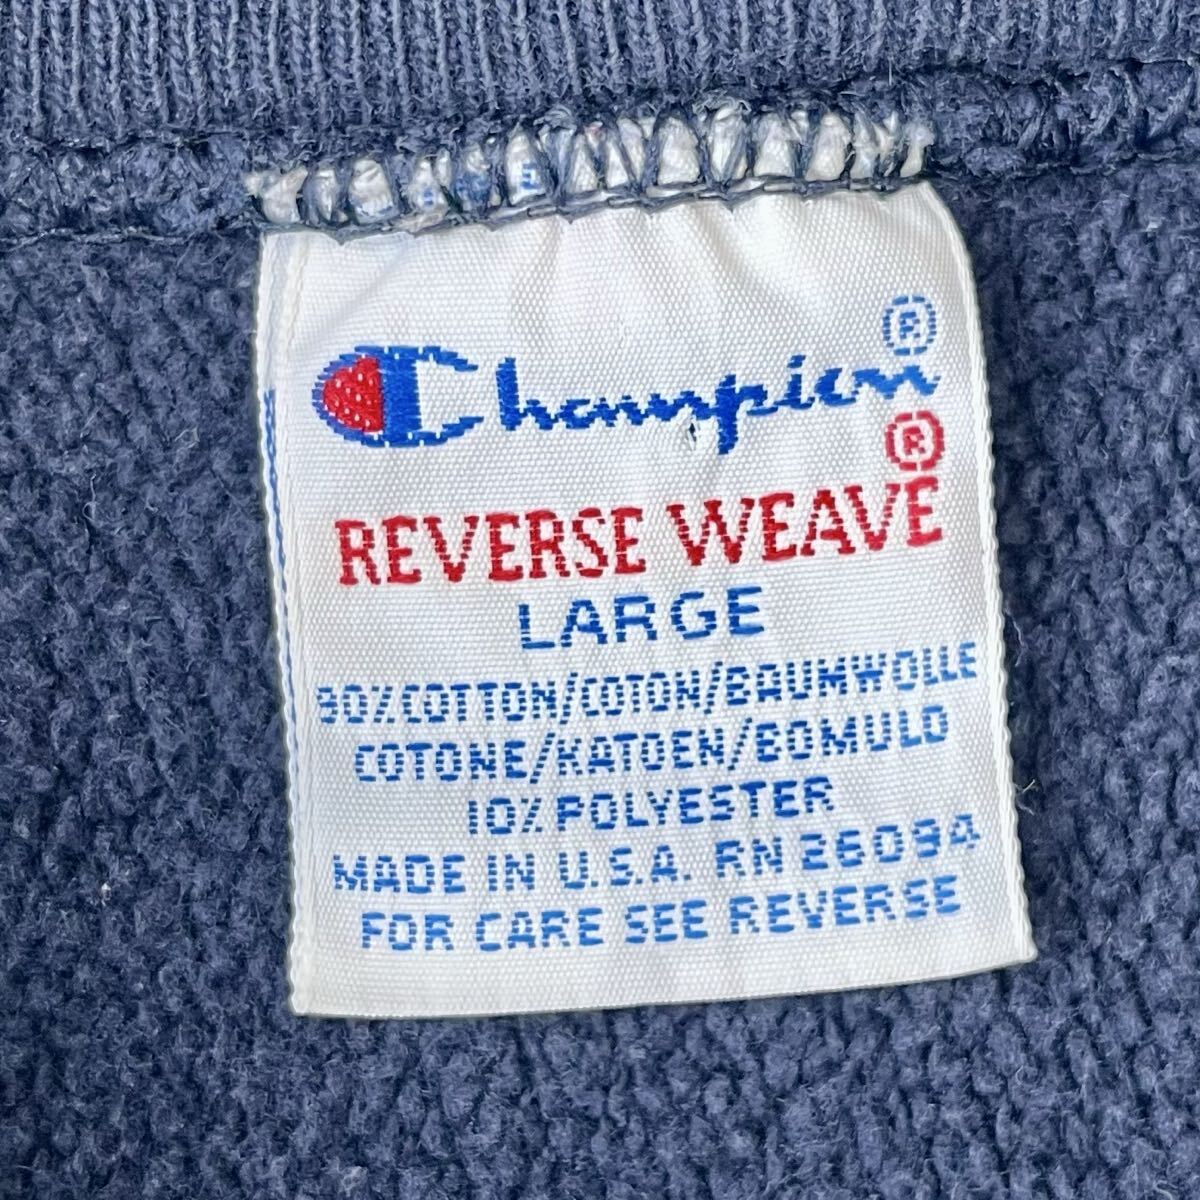 Champion ®
®
REVERSE WEAVE
LARGE
90% COTTON/COTON/BAUMWOLLE
COTONE/KATOEN/BOMULD
10% POLYESTER
MADE IN U.S.A. RN 26094
FOR CARE SEE REVERSE